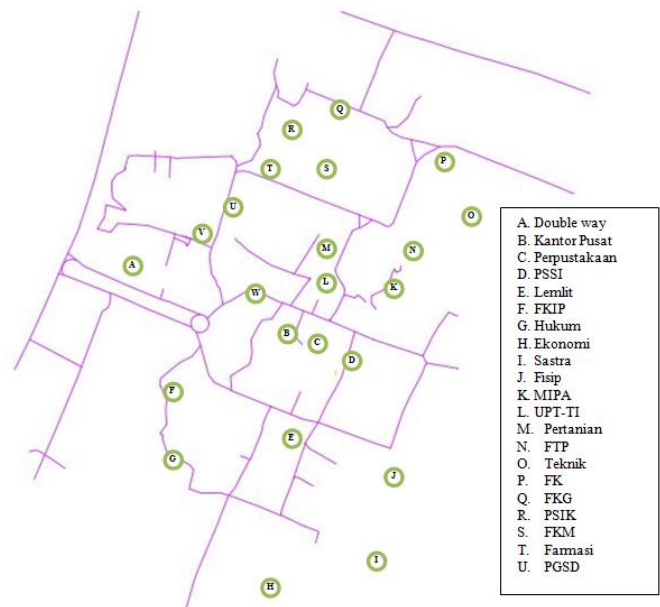 Q
R
P
T
S
O
U
V
M
N
A
L
K
W
B
C
D
F
E
G
J
I
H
A. Double way
B. Kantor Pusat
C. Perpustakaan
D. PSSI
E. Lemlit
F. FKIP
G. Hukum
H. Ekonomi
I. Sastra
J. Fisip
K. MIPA
L. UPT-TI
M. Pertanian
N. FTP
O. Teknik
P. FK
Q. FKG
R. PSIK
S. FKM
T. Farmasi
U. PGSD